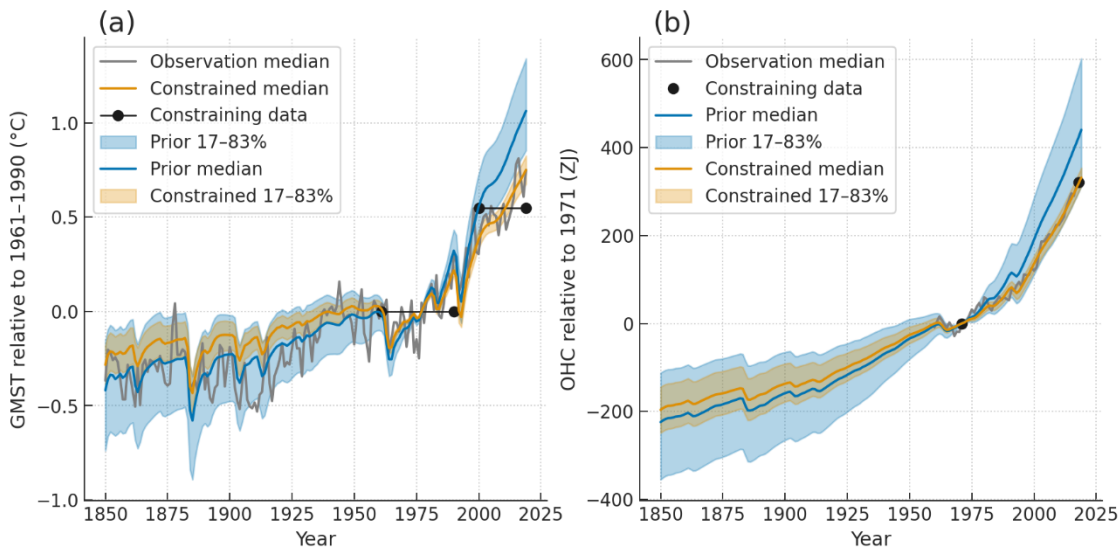 (a)
Observation median
Constrained median
Constraining data
Prior 17–83%
Prior median
Constrained 17–83%
GMST relative to 1961–1990 (°C)
1.0
0.5
0.0
−0.5
−1.0
1850 1875 1900 1925 1950 1975 2000 2025
Year
(b)
Observation median
Constraining data
Prior median
Prior 17–83%
Constrained median
Constrained 17–83%
OHC relative to 1971 (ZJ)
600
400
200
0
−200
−400
1850 1875 1900 1925 1950 1975 2000 2025
Year